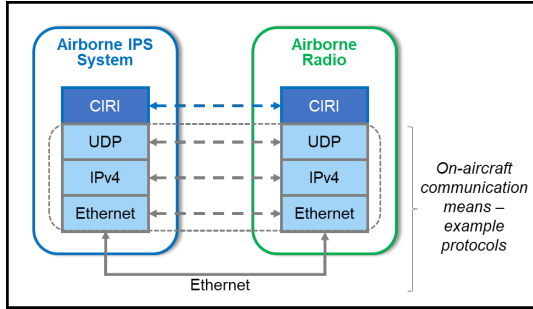 Airborne IPS
System
Airborne
Radio
CIRI
CIRI
UDP
UDP
IPv4
IPv4
Ethernet
Ethernet
Ethernet
On-aircraft
communication
means –
example
protocols